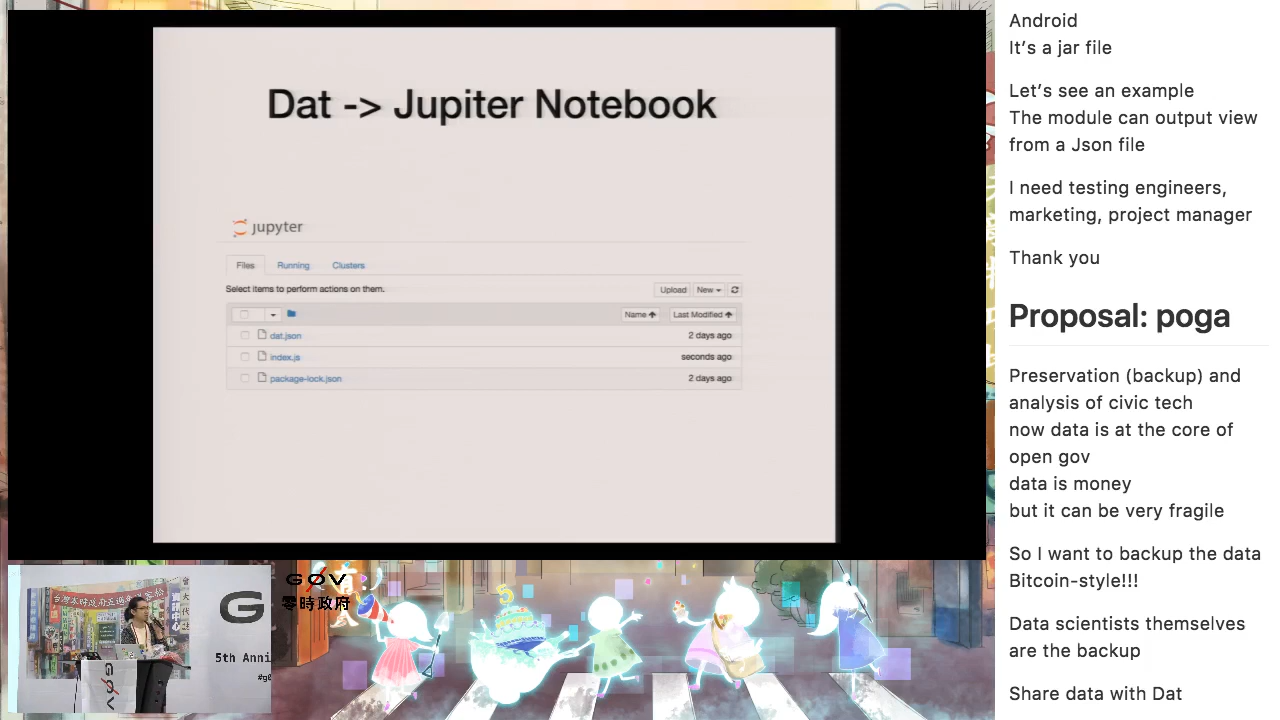 Dat -> Jupiter Notebook
jupyter
Files
Running
Clusters
Select items to perform actions on them.
Upload
New
Name
Last Modified
dat.json
2 days ago
index.js
seconds ago
package-lock.json
2 days ago
GØV
零時政府
G
5th Anni
#g0
Android
It’s a jar file
Let’s see an example
The module can output view
from a Json file
I need testing engineers,
marketing, project manager
Thank you
Proposal: poga
Preservation (backup) and
analysis of civic tech
now data is at the core of
open gov
data is money
but it can be very fragile
So I want to backup the data
Bitcoin-style!!!
Data scientists themselves
are the backup
Share data with Dat